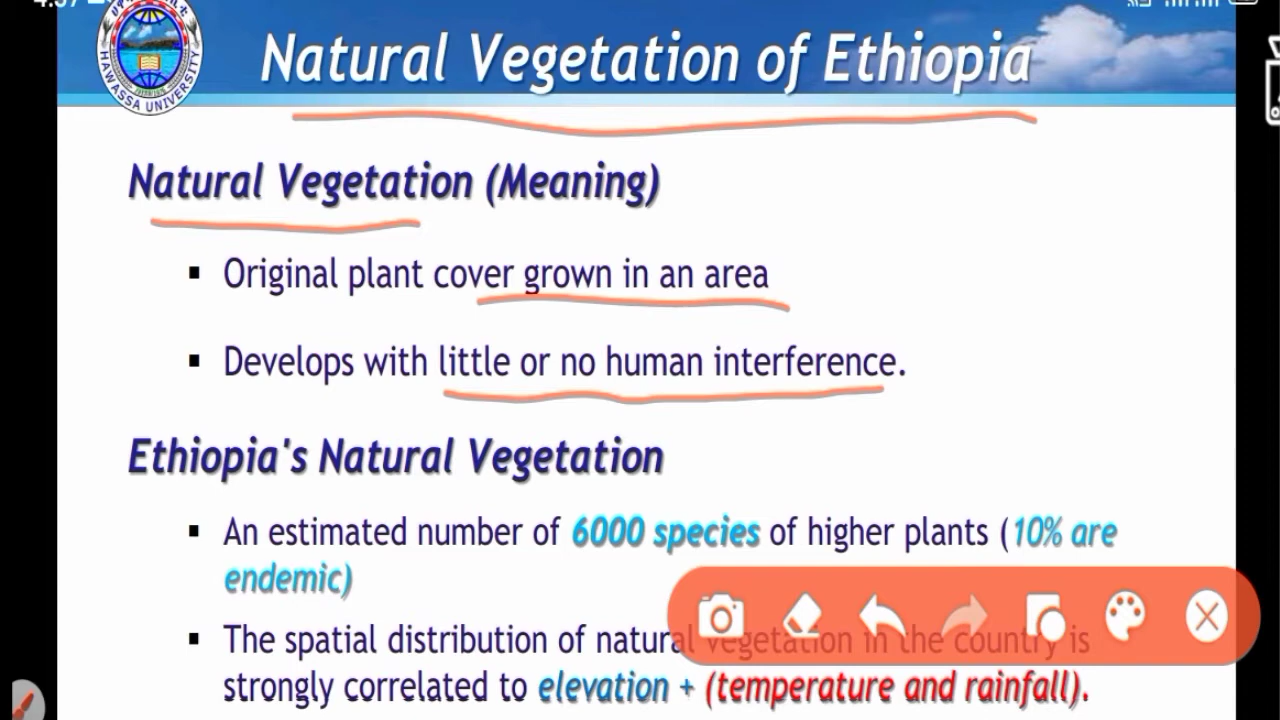 HAWASSA UNIVERSITY
Natural Vegetation of Ethiopia
Natural Vegetation (Meaning)
▪ Original plant cover grown in an area
▪ Develops with little or no human interference.
Ethiopia's Natural Vegetation
▪ An estimated number of 6000 species of higher plants (10% are
endemic)
▪ The spatial distribution of natural vegetation in the country is
strongly correlated to elevation + (temperature and rainfall).